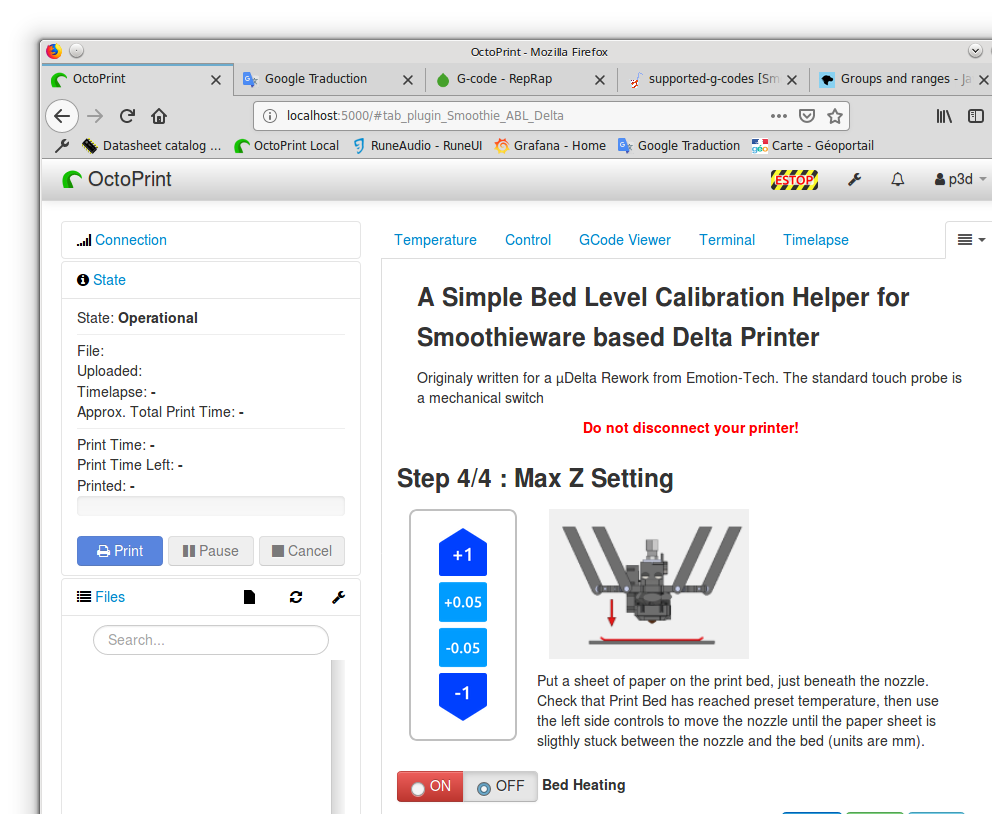 OctoPrint - Mozilla Firefox
OctoPrint
Google Traduction
G-code - RepRap
supported-g-codes [Sm
Groups and ranges - Ja
localhost:5000/#tab_plugin_Smoothie_ABL_Delta
Datasheet catalog ...
OctoPrint Local
RuneAudio - RuneUI
Grafana - Home
Google Traduction
Carte - Géoportail
OctoPrint
ESTOP
p3d
Connection
State
State: Operational
File:
Uploaded:
Timelapse: -
Approx. Total Print Time: -
Print Time: -
Print Time Left: -
Printed: -
Print
Pause
Cancel
Files
Search...
Temperature
Control
GCode Viewer
Terminal
Timelapse
A Simple Bed Level Calibration Helper for
Smoothieware based Delta Printer
Originaly written for a µDelta Rework from Emotion-Tech. The standard touch probe is
a mechanical switch
Do not disconnect your printer!
Step 4/4 : Max Z Setting
+1
+0.05
-0.05
-1
Put a sheet of paper on the print bed, just beneath the nozzle.
Check that Print Bed has reached preset temperature, then use
the left side controls to move the nozzle until the paper sheet is
sligthly stuck between the nozzle and the bed (units are mm).
ON
OFF
Bed Heating